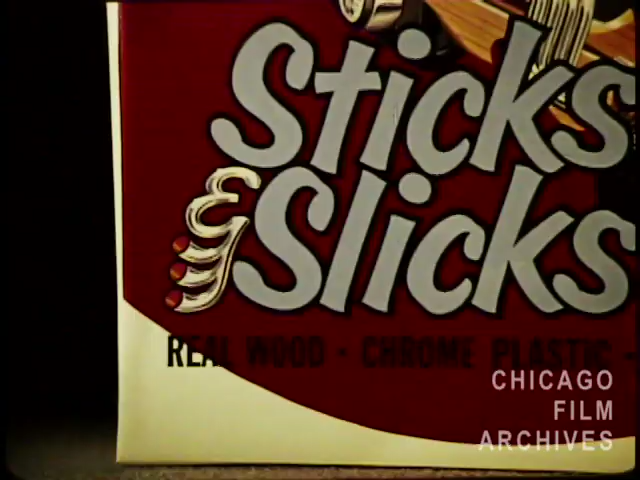 Sticks
& Slicks
REAL WOOD · CHROME PLASTIC -
CHICAGO
FILM
ARCHIVES